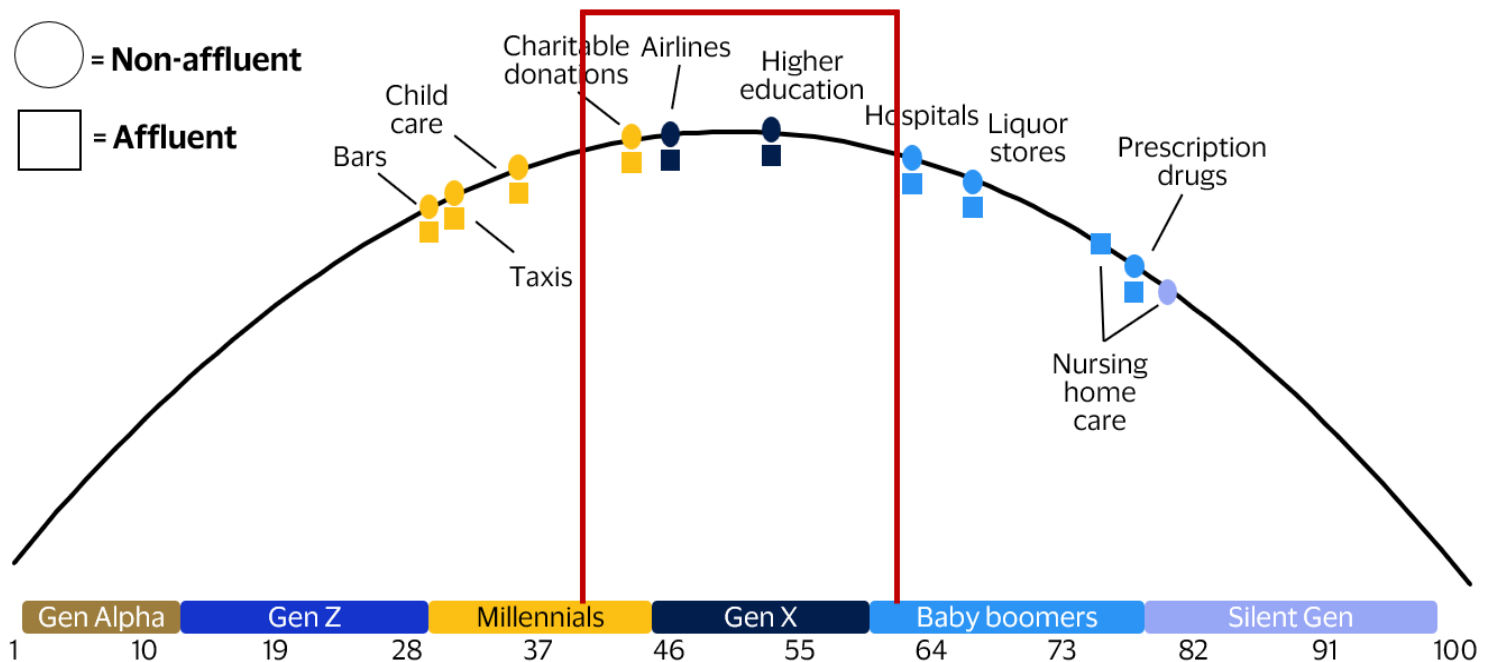 = Non-affluent
= Affluent
Bars
Child
care
Taxis
Charitable
donations
Airlines
Higher
education
Hospitals
Liquor
stores
Prescription
drugs
Nursing
home
care
Gen Alpha Gen Z Millennials Gen X Baby boomers Silent Gen
1 10 19 28 37 46 55 64 73 82 91 100